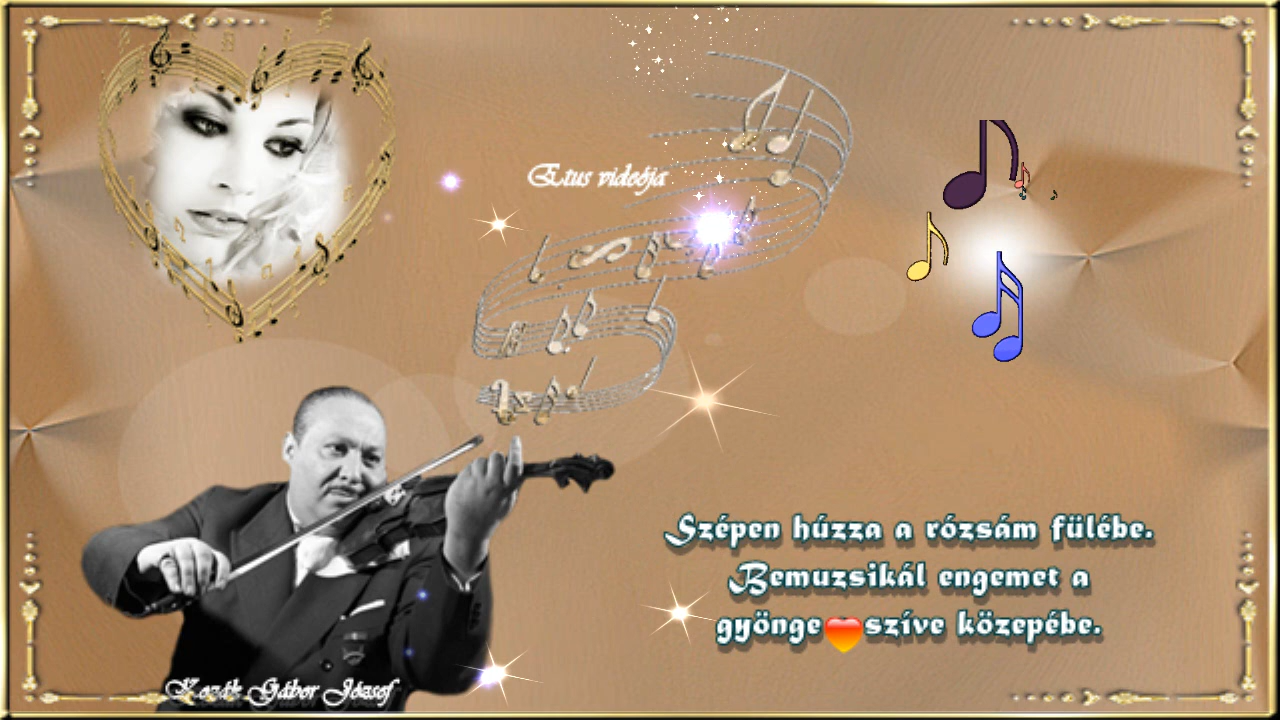 Etus videója
Szépen húzza a rózsám fülébe.
Bemuzsikál engemet a
gyönge szíve közepébe.
Kozák Gábor József